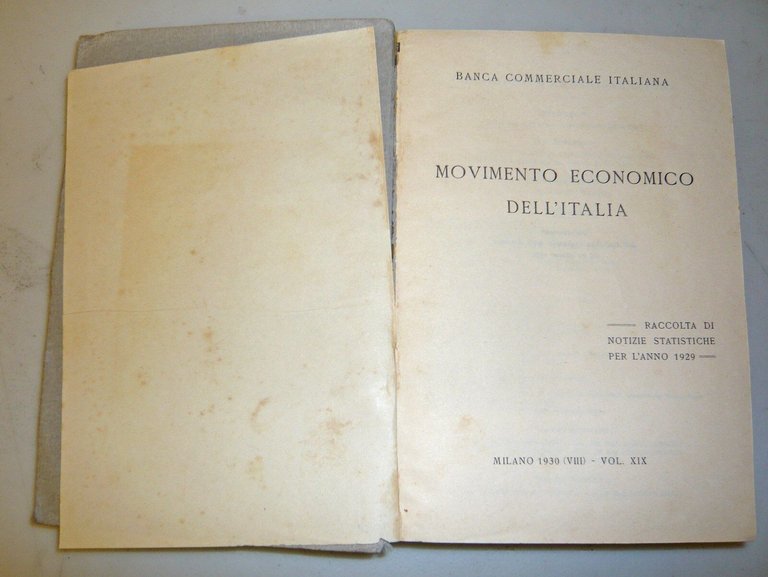 BANCA COMMERCIALE ITALIANA
MOVIMENTO ECONOMICO
DELL'ITALIA
—— RACCOLTA DI
NOTIZIE STATISTICHE
PER L'ANNO 1929 ——
MILANO 1930 (VIII) - VOL. XIX